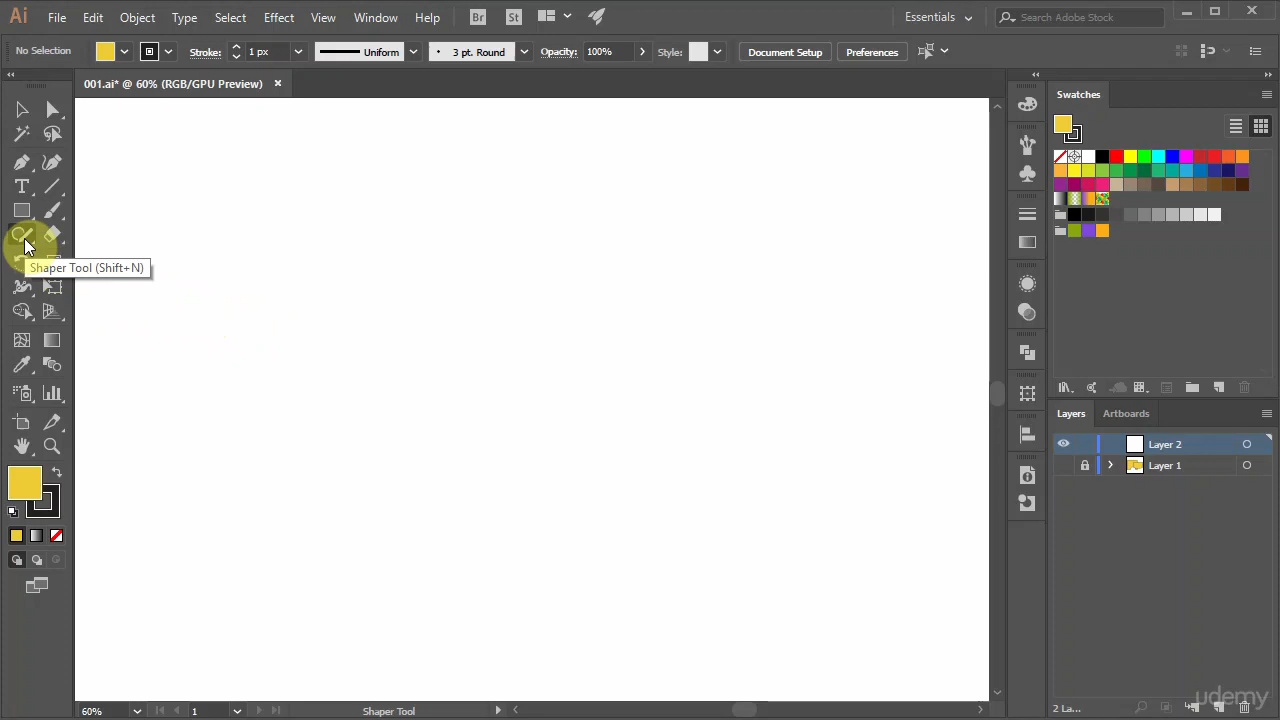 Ai File Edit Object Type Select Effect View Window Help Br St Essentials Search Adobe Stock
No Selection Stroke: 1 px Uniform 3 pt. Round Opacity: 100% Style: Document Setup Preferences
001.ai* @ 60% (RGB/GPU Preview)
Swatches
Shaper Tool (Shift+N)
Layers Artboards
Layer 2
Layer 1
2 La...
60% 1 Shaper Tool
udemy